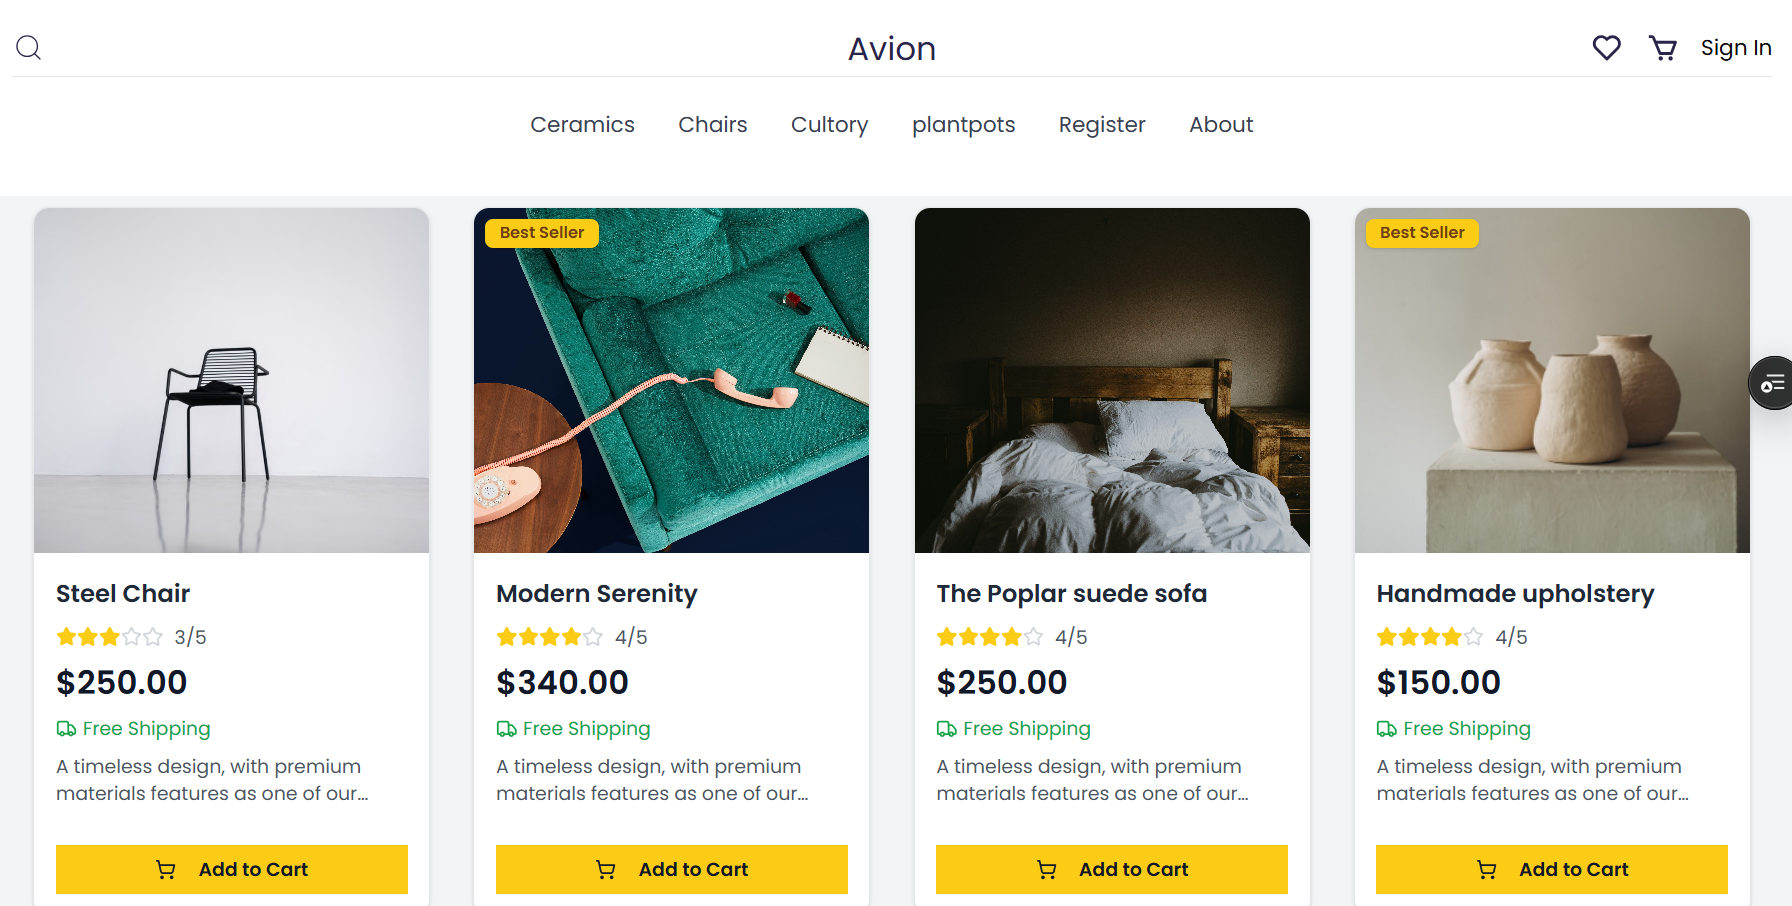 Avion
Sign In
Ceramics Chairs Cultory plantpots Register About
Best Seller
Best Seller
Steel Chair
3/5
$250.00
Free Shipping
A timeless design, with premium
materials features as one of our...
Add to Cart
Modern Serenity
4/5
$340.00
Free Shipping
A timeless design, with premium
materials features as one of our...
Add to Cart
The Poplar suede sofa
4/5
$250.00
Free Shipping
A timeless design, with premium
materials features as one of our...
Add to Cart
Handmade upholstery
4/5
$150.00
Free Shipping
A timeless design, with premium
materials features as one of our...
Add to Cart